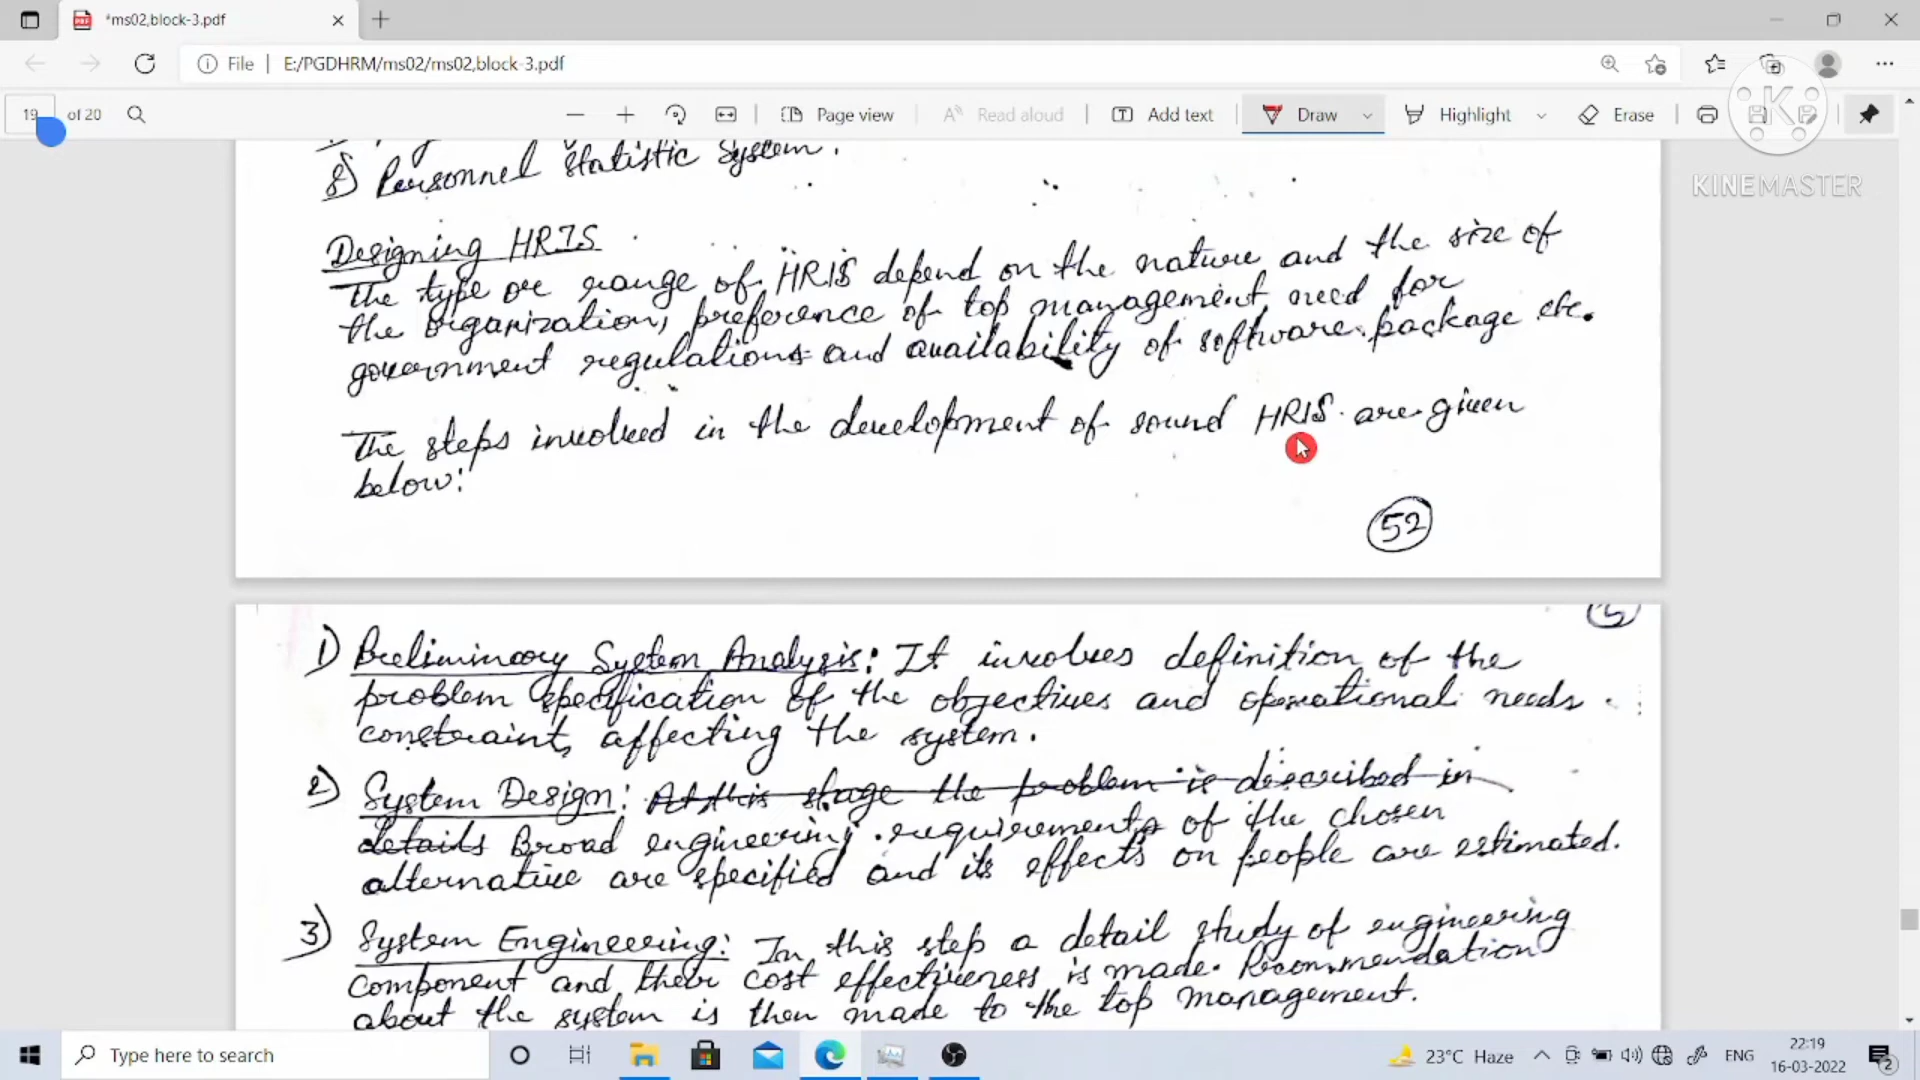 *ms02,block-3.pdf
File | E:/PGDHRM/ms02/ms02,block-3.pdf
19 of 20 Page view Read aloud Add text Draw Highlight Erase
KINEMASTER
8) Personnel Statistic System.
Designing HRIS
The type or range of HRIS depend on the nature and the size of
the organization, preference of top management, need for
government regulations and availability of software package etc.
The steps involved in the development of sound HRIS are given
below:
52
1) Preliminary System Analysis: It involves definition of the
problem specification of the objectives and operational needs
constraints affecting the system.
2) System Design: At this stage the problem is described in
details Broad engineering requirements of the chosen
alternative are specified and its effects on people are estimated.
3) System Engineering: In this step a detail study of engineering
component and their cost effectiveness is made. Recommendation
about the system is then made to the top management.
Type here to search
23°C Haze ENG 22:19
16-03-2022
2